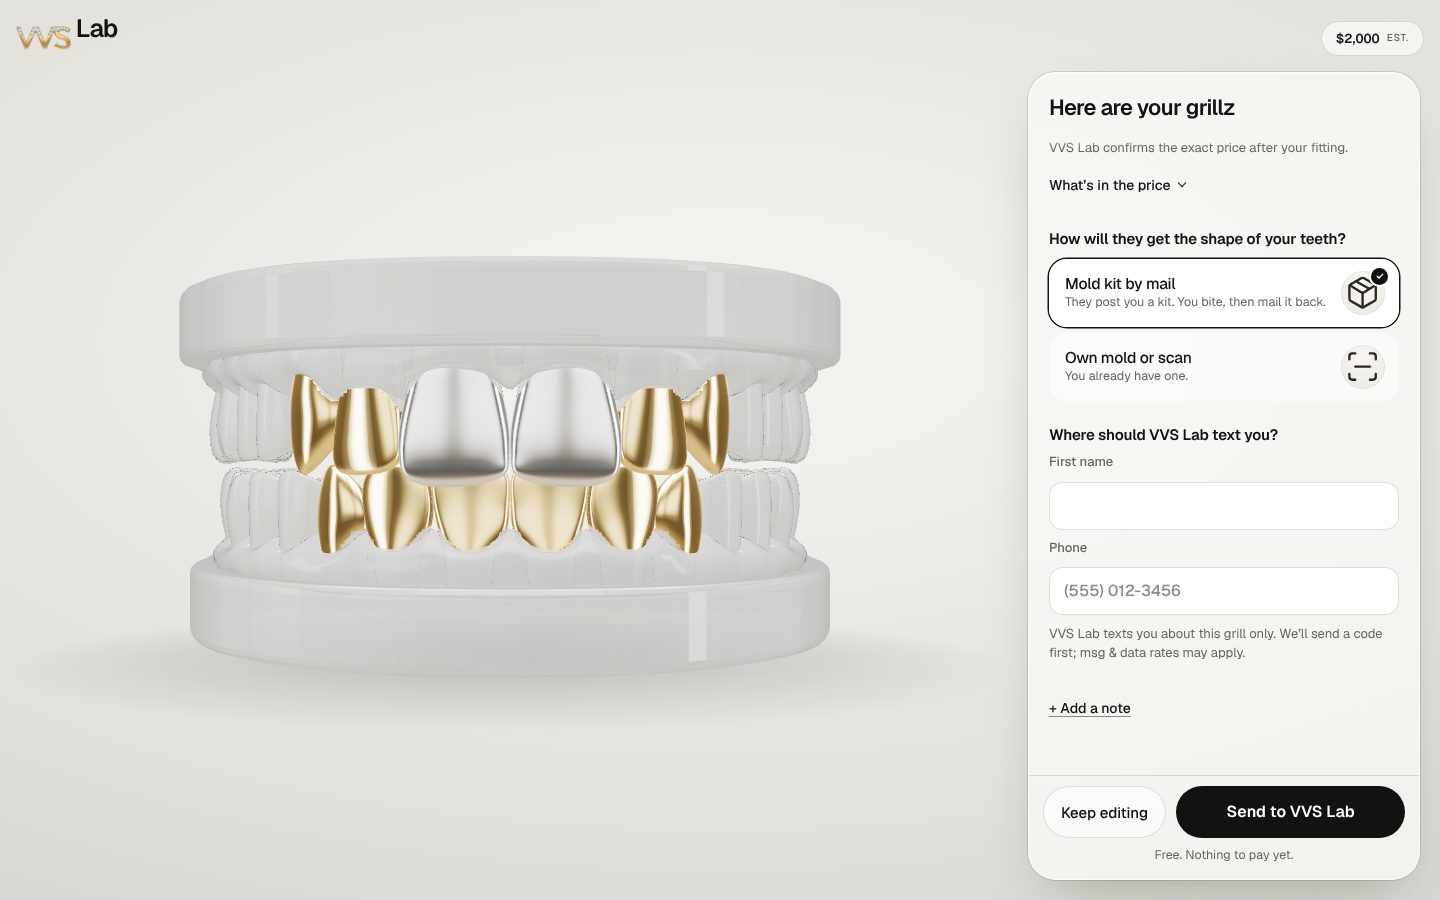 VVS Lab
$2,000 EST.
Here are your grillz
VVS Lab confirms the exact price after your fitting.
What's in the price
How will they get the shape of your teeth?
Mold kit by mail
They post you a kit. You bite, then mail it back.
Own mold or scan
You already have one.
Where should VVS Lab text you?
First name
Phone
(555) 012-3456
VVS Lab texts you about this grill only. We'll send a code
first; msg & data rates may apply.
+ Add a note
Keep editing
Send to VVS Lab
Free. Nothing to pay yet.